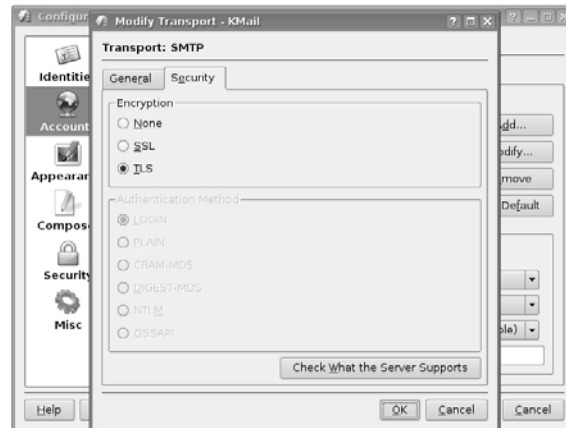 Configur
Modify Transport - KMail
Transport: SMTP
General
Security
Encryption
None
SSL
TLS
Authentication Method
LOGIN
PLAIN
CRAM-MD5
DIGEST-MD5
NTLM
GSSAPI
Check What the Server Supports
OK
Cancel
Identitie
Account
Appearar
Compos
Security
Misc
Add...
odify...
move
Default
ble)
Help
Cancel